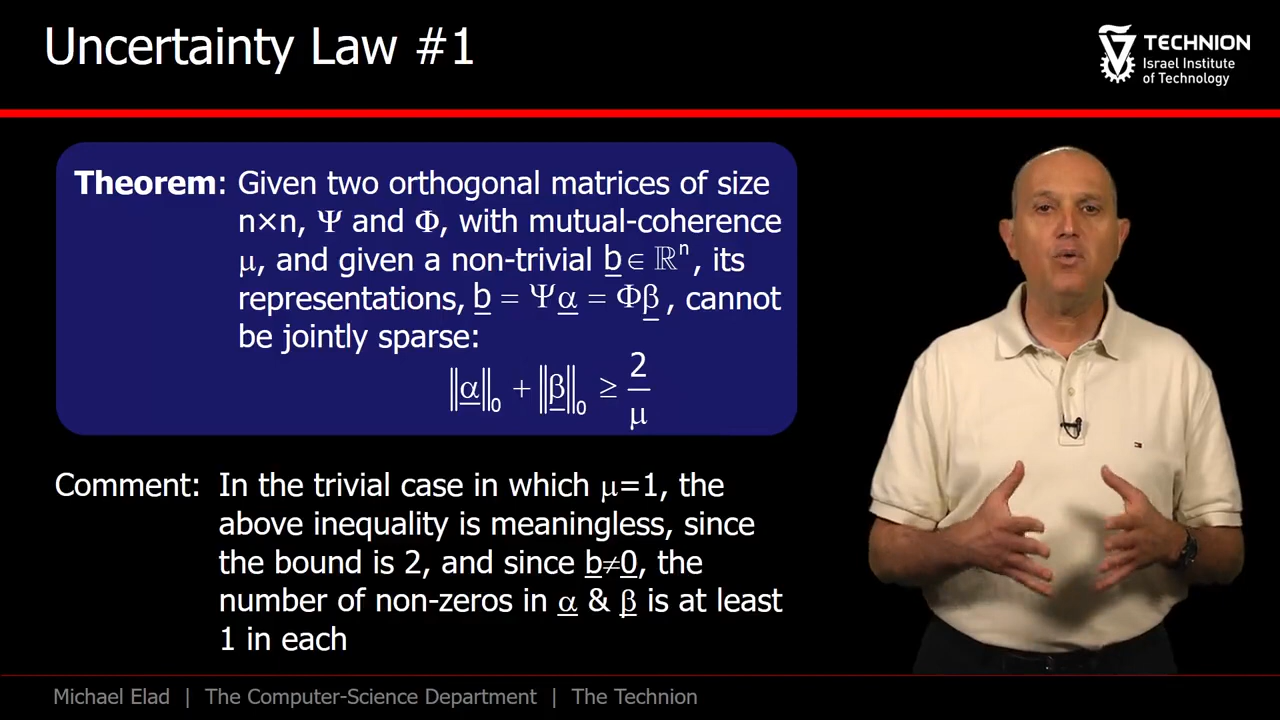 Uncertainty Law #1
TECHNION
Israel Institute
of Technology
Theorem: Given two orthogonal matrices of size
n×n, Ψ and Φ, with mutual-coherence
μ, and given a non-trivial b ∈ ℝⁿ, its
representations, b = Ψα = Φβ, cannot
be jointly sparse:
‖α‖₀ + ‖β‖₀ ≥ 2/μ
Comment: In the trivial case in which μ=1, the
above inequality is meaningless, since
the bound is 2, and since b≠0, the
number of non-zeros in α & β is at least
1 in each
Michael Elad | The Computer-Science Department | The Technion